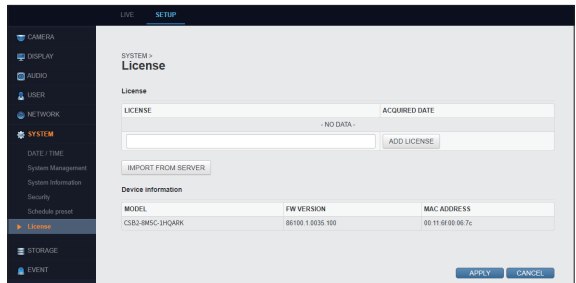 LIVE SETUP
CAMERA
DISPLAY
AUDIO
USER
NETWORK
SYSTEM
DATE / TIME
System Management
System Information
Security
Schedule preset
License
STORAGE
EVENT
SYSTEM >
License
License
LICENSE ACQUIRED DATE
- NO DATA -
ADD LICENSE
IMPORT FROM SERVER
Device information
MODEL FW VERSION MAC ADDRESS
CSB2-8M5C-1HQARK 86100.1.0035.100 00:11:6f:00:06:7c
APPLY CANCEL